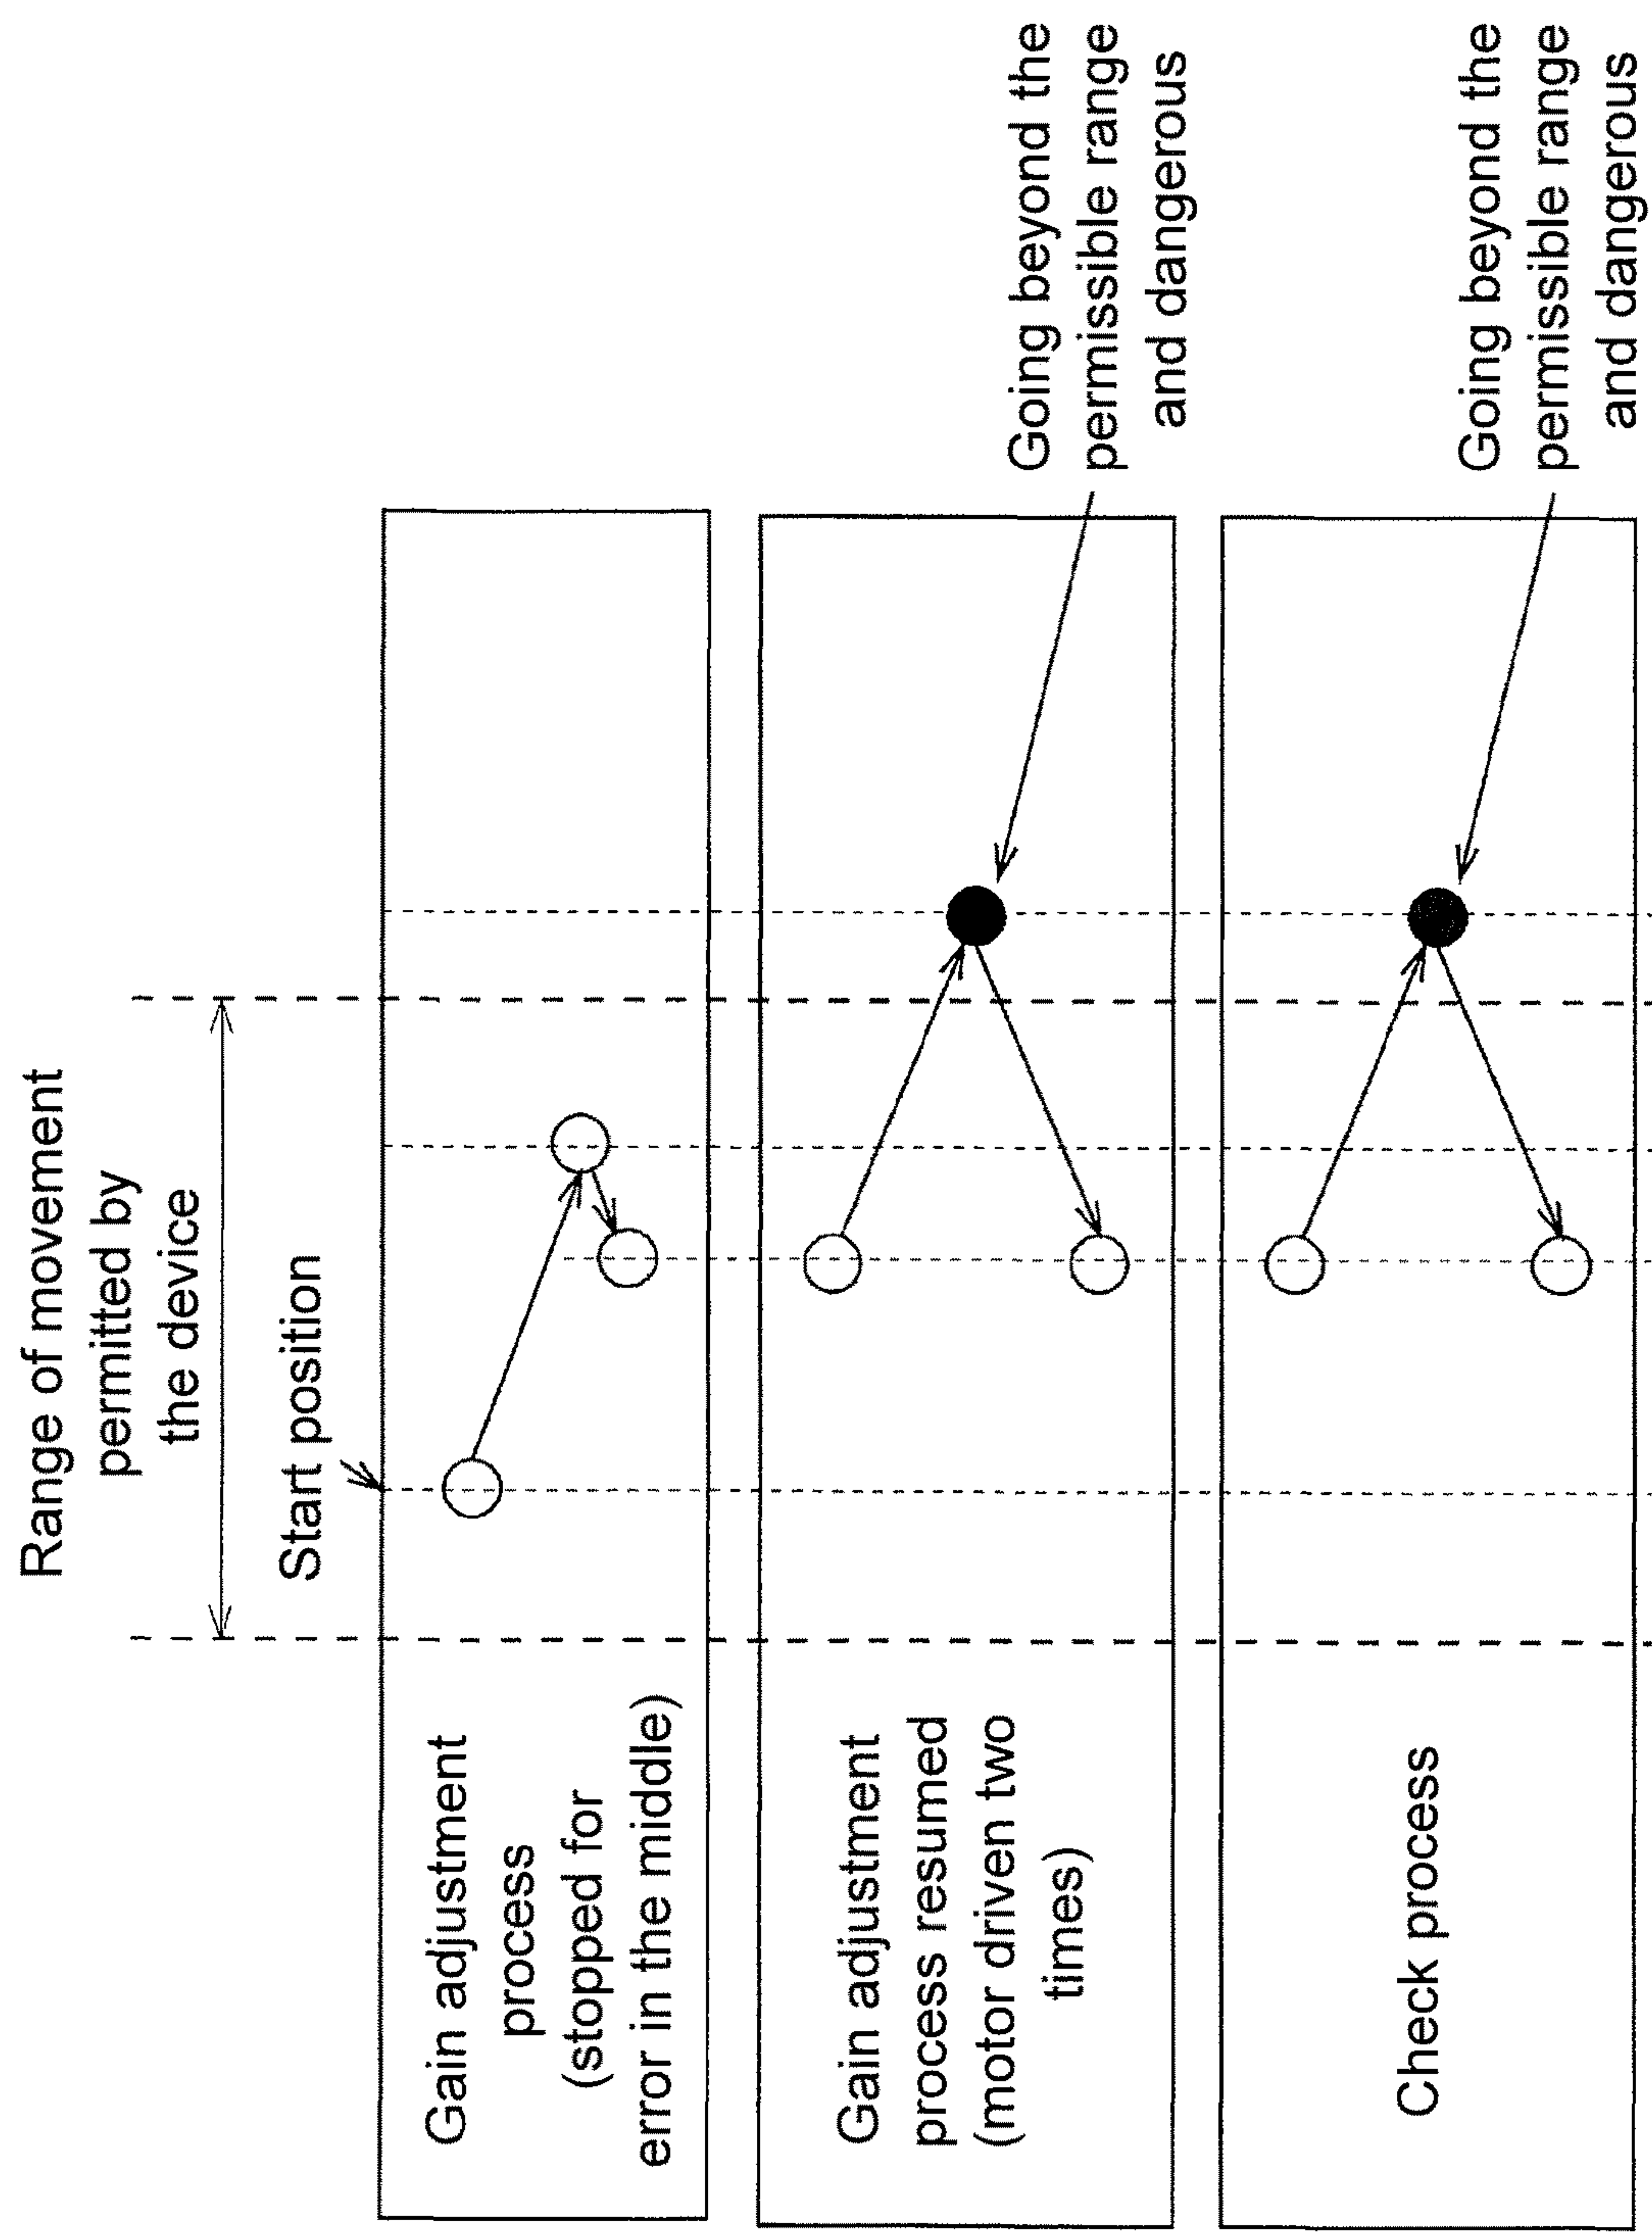 Range of movement
permitted by
the device
Start position
Gain adjustment
process
(stopped for
error in the middle)
Gain adjustment
process resumed
(motor driven two
times)
Going beyond the
permissible range
and dangerous
Check process
Going beyond the
permissible range
and dangerous